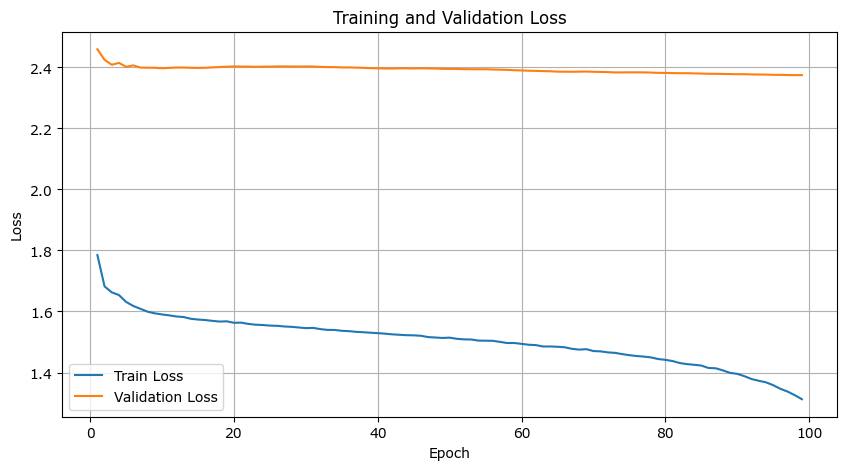 Training and Validation Loss
2.4
2.2
2.0
1.8
1.6
1.4
Loss
Train Loss
Validation Loss
0
20
40
60
80
100
Epoch